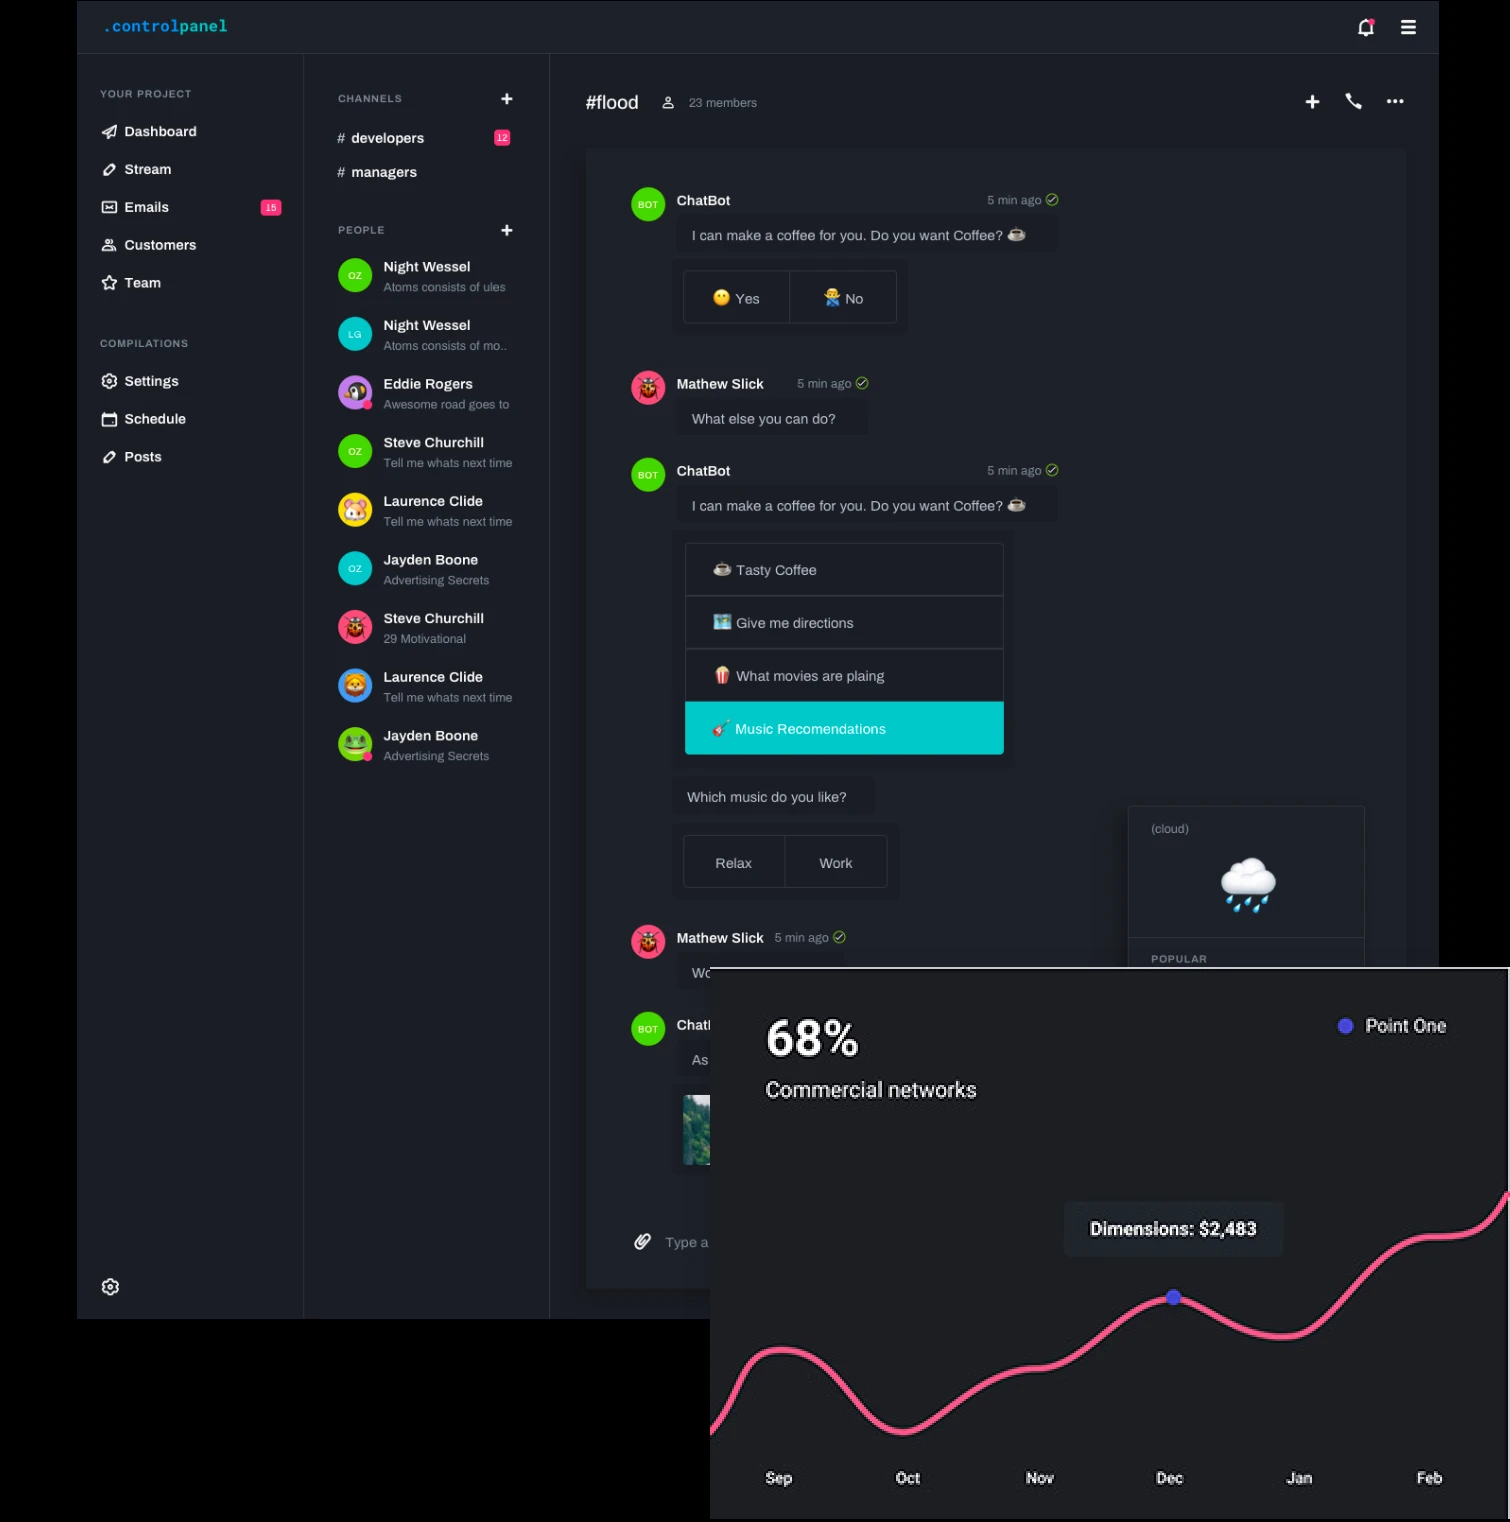 .controlpanel
YOUR PROJECT
Dashboard
Stream
Emails 15
Customers
Team
COMPILATIONS
Settings
Schedule
Posts
CHANNELS
# developers 12
# managers
PEOPLE
OZ Night Wessel
Atoms consists of ules
LG Night Wessel
Atoms consists of mo..
Eddie Rogers
Awesome road goes to
OZ Steve Churchill
Tell me whats next time
Laurence Clide
Tell me whats next time
OZ Jayden Boone
Advertising Secrets
Steve Churchill
29 Motivational
Laurence Clide
Tell me whats next time
Jayden Boone
Advertising Secrets
#flood 23 members
BOT ChatBot 5 min ago
I can make a coffee for you. Do you want Coffee?
Yes No
Mathew Slick 5 min ago
What else you can do?
BOT ChatBot 5 min ago
I can make a coffee for you. Do you want Coffee?
Tasty Coffee
Give me directions
What movies are plaing
Music Recomendations
Which music do you like?
Relax Work
Mathew Slick 5 min ago
BOT
As
Type a
(cloud)
POPULAR
68%
Commercial networks
Point One
Dimensions: $2,483
Sep Oct Nov Dec Jan Feb